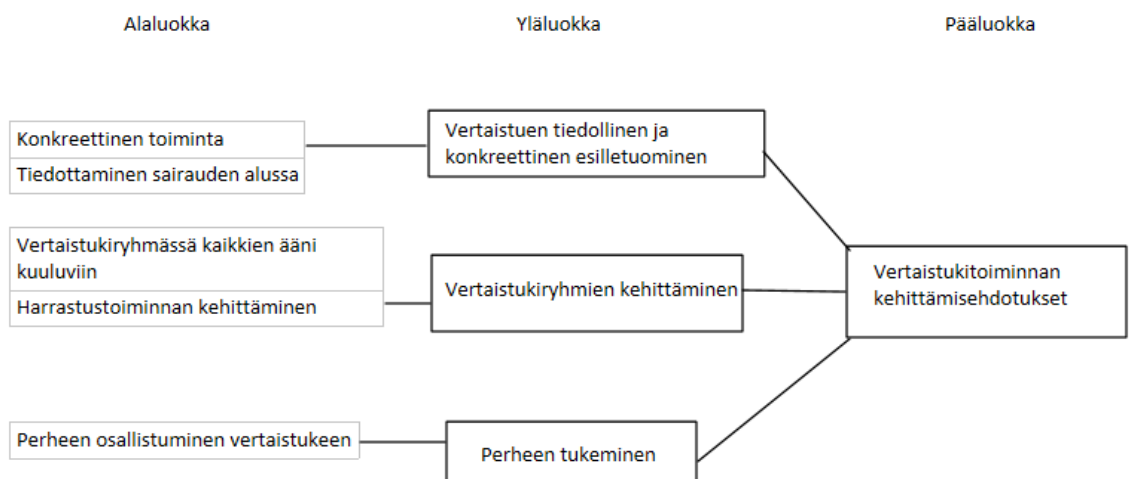 Alaluokka
Yläluokka
Pääluokka
Konkreettinen toiminta
Tiedottaminen sairauden alussa
Vertaistuen tiedollinen ja
konkreettinen esilletuominen
Vertaistukiryhmässä kaikkien ääni
kuuluviin
Harrastustoiminnan kehittäminen
Vertaistukiryhmien kehittäminen
Vertaistukitoiminnan
kehittämisehdotukset
Perheen osallistuminen vertaistukeen
Perheen tukeminen